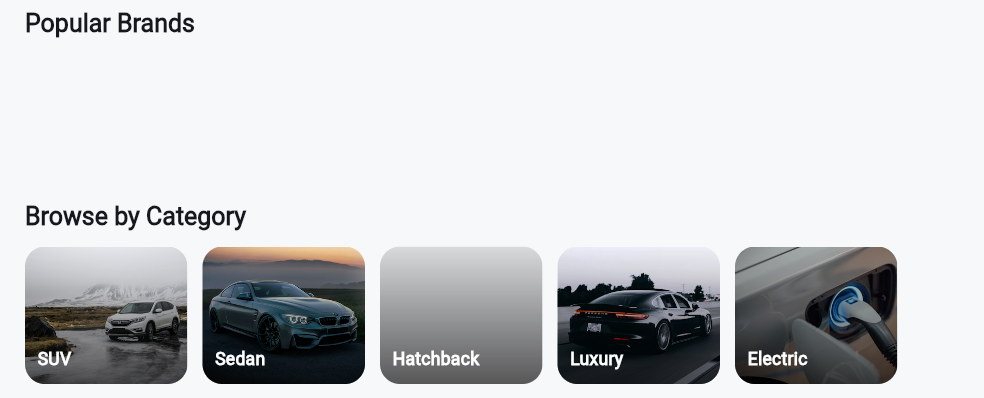 Popular Brands
Browse by Category
SUV
Sedan
Hatchback
Luxury
Electric